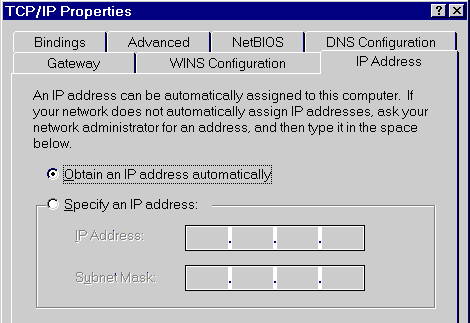 TCP/IP Properties
Bindings Advanced NetBIOS DNS Configuration
Gateway WINS Configuration IP Address
An IP address can be automatically assigned to this computer. If
your network does not automatically assign IP addresses, ask your
network administrator for an address, and then type it in the space
below.
Obtain an IP address automatically
Specify an IP address:
IP Address:
Subnet Mask: